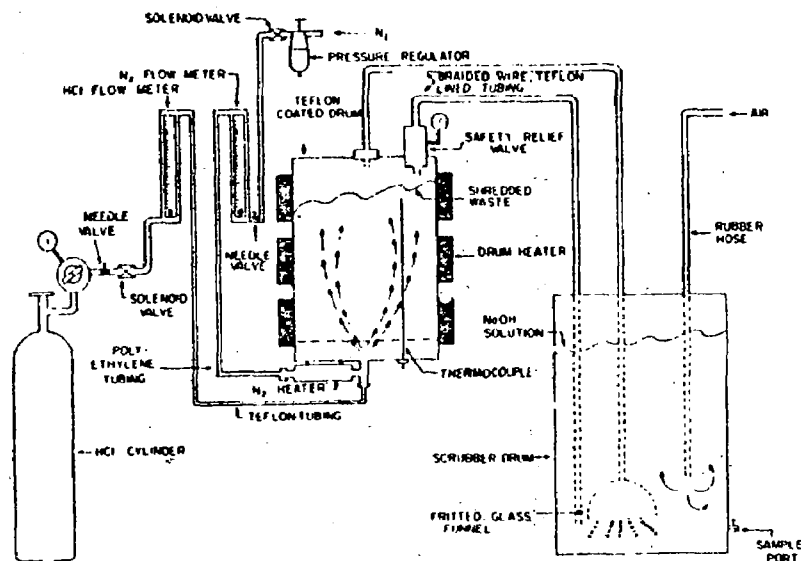 SOLENOID VALVE
N₂
PRESSURE REGULATOR
N₂ FLOW METER
HCl FLOW METER
BRAIDED WIRE, TEFLON
LINED TUBING
TEFLON
COATED DRUM
SAFETY RELIEF
VALVE
AIR
SHREDDED
WASTE
NEEDLE
VALVE
RUBBER
HOSE
DRUM HEATER
NEEDLE
VALVE
SOLENOID
VALVE
NaOH
SOLUTION
POLY-
ETHYLENE
TUBING
THERMOCOUPLE
N₂ HEATER
TEFLON TUBING
HCl CYLINDER
SCRUBBER DRUM
FRITTED GLASS
FUNNEL
SAMPLE
PORT